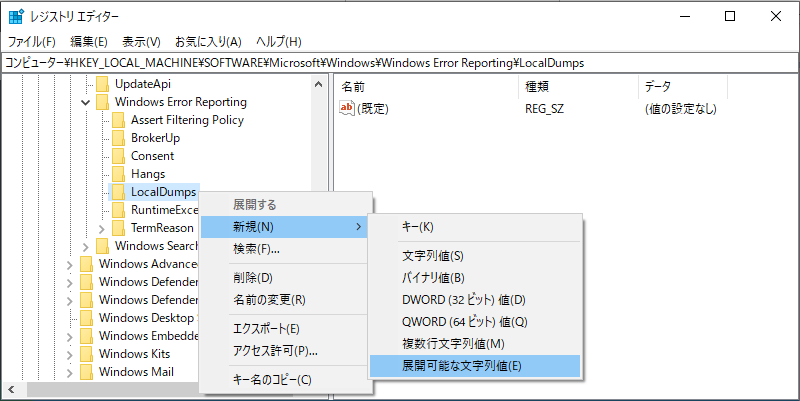 レジストリ エディター
ファイル(F) 編集(E) 表示(V) お気に入り(A) ヘルプ(H)
コンピューター¥HKEY_LOCAL_MACHINE¥SOFTWARE¥Microsoft¥Windows¥Windows Error Reporting¥LocalDumps
UpdateApi
Windows Error Reporting
Assert Filtering Policy
BrokerUp
Consent
Hangs
LocalDumps
RuntimeExce
TermReason
Windows Search
Windows Advanced
Windows Defender
Windows Defender
Windows Desktop S
Windows Embedde
Windows Kits
Windows Mail
名前 種類 データ
ab (既定) REG_SZ (値の設定なし)
展開する
新規(N)
検索(F)...
削除(D)
名前の変更(R)
エクスポート(E)
アクセス許可(P)...
キー名のコピー(C)
キー(K)
文字列値(S)
バイナリ値(B)
DWORD (32 ビット) 値(D)
QWORD (64 ビット) 値(Q)
複数行文字列値(M)
展開可能な文字列値(E)